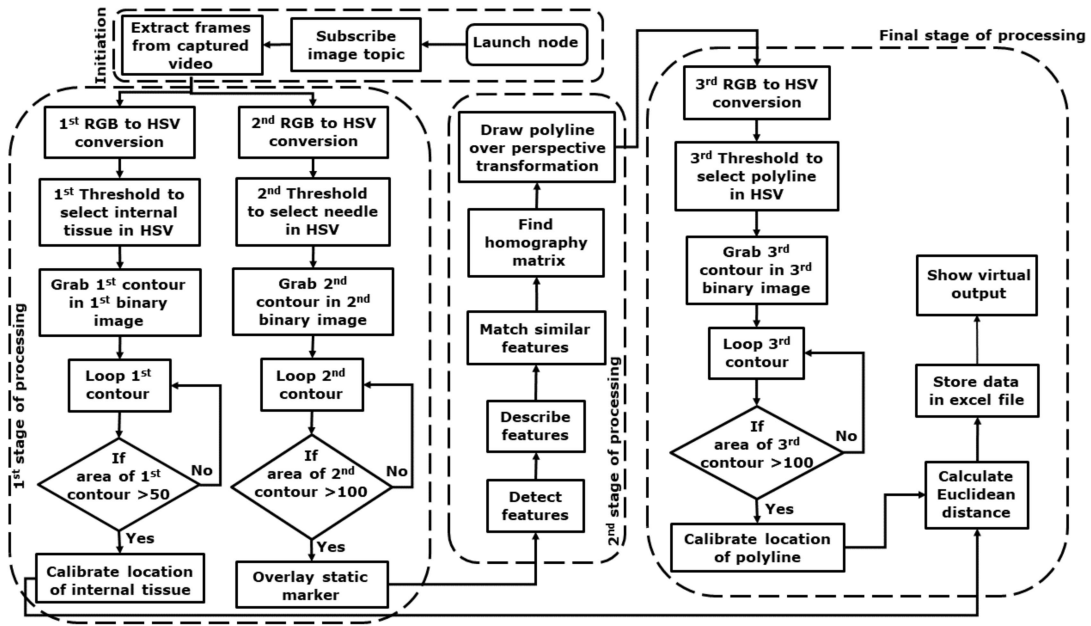 Initiation
Extract frames
from captured
video
Subscribe
image topic
Launch node
1st stage of processing
1st RGB to HSV
conversion
1st Threshold to
select internal
tissue in HSV
Grab 1st contour
in 1st binary
image
Loop 1st
contour
If
area of 1st
contour >50
No
Yes
Calibrate location
of internal tissue
2nd RGB to HSV
conversion
2nd Threshold
to select needle
in HSV
Grab 2nd
contour in 2nd
binary image
Loop 2nd
contour
If
area of 2nd
contour >100
No
Yes
Overlay static
marker
2nd stage of processing
Draw polyline
over perspective
transformation
Find
homography
matrix
Match similar
features
Describe
features
Detect
features
Final stage of processing
3rd RGB to HSV
conversion
3rd Threshold to
select polyline
in HSV
Grab 3rd
contour in 3rd
binary image
Loop 3rd
contour
If
area of 3rd
contour >100
No
Yes
Calibrate location
of polyline
Show virtual
output
Store data
in excel file
Calculate
Euclidean
distance